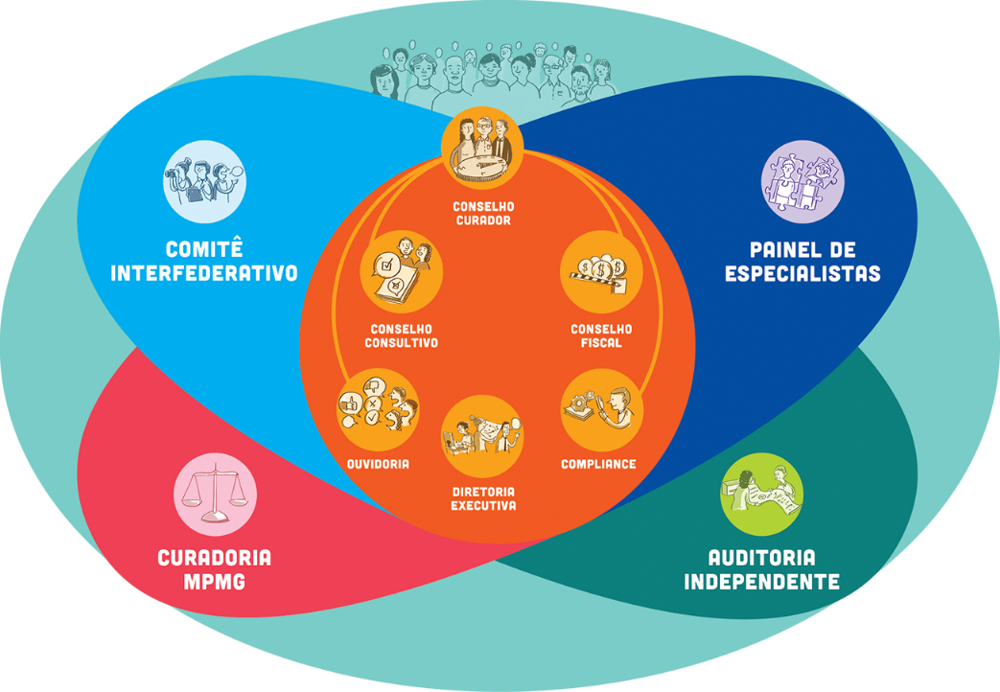 CONSELHO
CURADOR
COMITÊ
INTERFEDERATIVO
PAINEL DE
ESPECIALISTAS
CONSELHO
CONSULTIVO
CONSELHO
FISCAL
OUVIDORIA
DIRETORIA
EXECUTIVA
COMPLIANCE
CURADORIA
MPMG
AUDITORIA
INDEPENDENTE